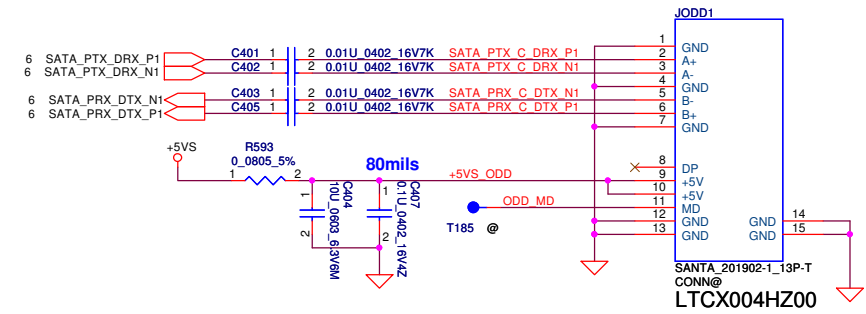 JODD1
6 SATA_PTX_DRX_P1 C401 1 2 0.01U_0402_16V7K SATA_PTX_C_DRX_P1
6 SATA_PTX_DRX_N1 C402 1 2 0.01U_0402_16V7K SATA_PTX_C_DRX_N1
6 SATA_PRX_DTX_N1 C403 1 2 0.01U_0402_16V7K SATA_PRX_C_DTX_N1
6 SATA_PRX_DTX_P1 C405 1 2 0.01U_0402_16V7K SATA_PRX_C_DTX_P1
1 GND
2 A+
3 A-
4 GND
5 B-
6 B+
7 GND
8 DP
9 +5V
10 +5V
11 MD
12 GND
13 GND
GND 14
GND 15
+5VS
R593
0_0805_5%
1 2
80mils
+5VS_ODD
1
C404
10U_0603_6.3V6M
2
1
C407
0.1U_0402_16V4Z
2
ODD_MD
T185 @
SANTA_201902-1_13P-T
CONN@
LTCX004HZ00